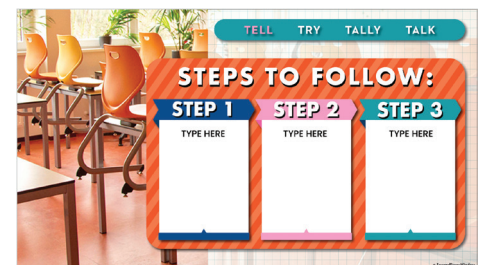 TELL TRY TALLY TALK
STEPS TO FOLLOW:
STEP 1 STEP 2 STEP 3
TYPE HERE TYPE HERE TYPE HERE